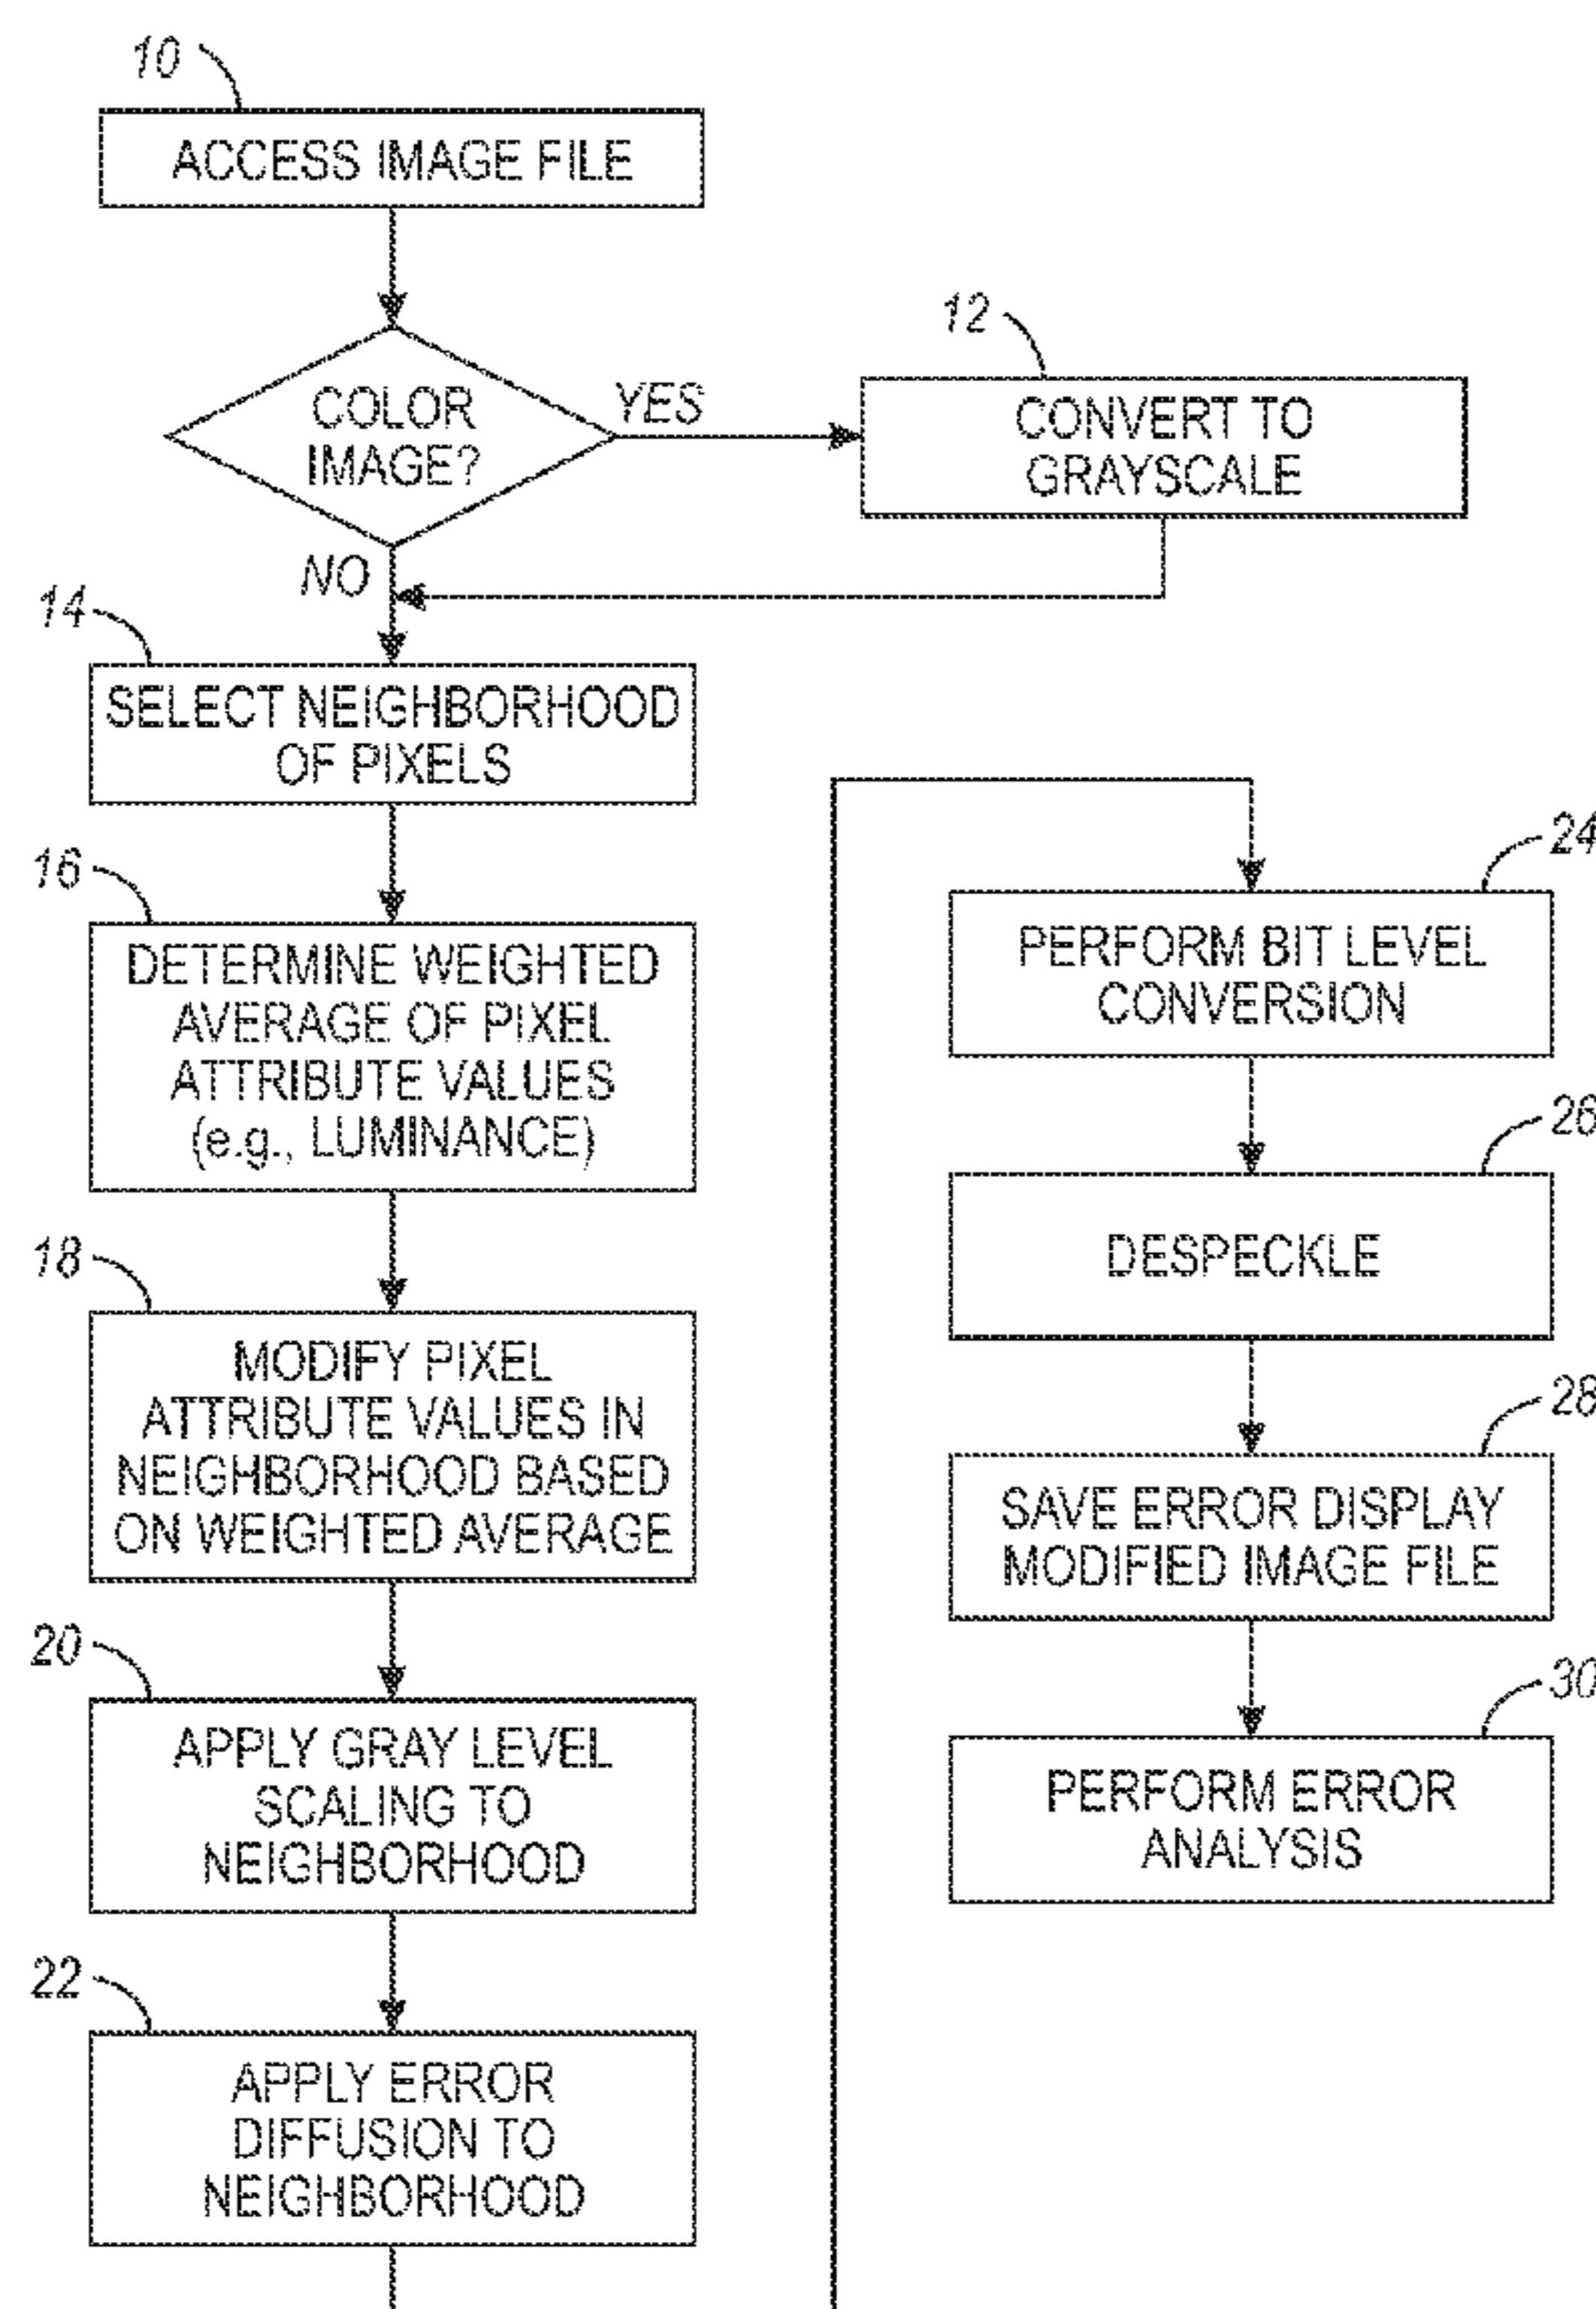 10
ACCESS IMAGE FILE
COLOR
IMAGE?
YES
12
CONVERT TO
GRAYSCALE
NO
14
SELECT NEIGHBORHOOD
OF PIXELS
16
DETERMINE WEIGHTED
AVERAGE OF PIXEL
ATTRIBUTE VALUES
(e.g., LUMINANCE)
18
MODIFY PIXEL
ATTRIBUTE VALUES IN
NEIGHBORHOOD BASED
ON WEIGHTED AVERAGE
20
APPLY GRAY LEVEL
SCALING TO
NEIGHBORHOOD
22
APPLY ERROR
DIFFUSION TO
NEIGHBORHOOD
24
PERFORM BIT LEVEL
CONVERSION
26
DESPECKLE
28
SAVE ERROR DISPLAY
MODIFIED IMAGE FILE
30
PERFORM ERROR
ANALYSIS